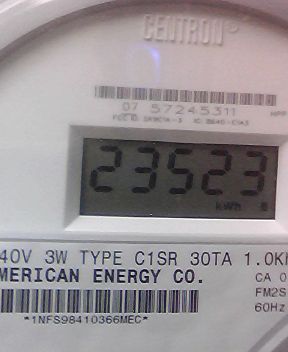 CENTRON®
07 57245311
23523
kWh
40V 3W TYPE C1SR 30TA 1.0K
MERICAN ENERGY CO.
CA 0
FM2S
60Hz
*1NFS98410366MEC*